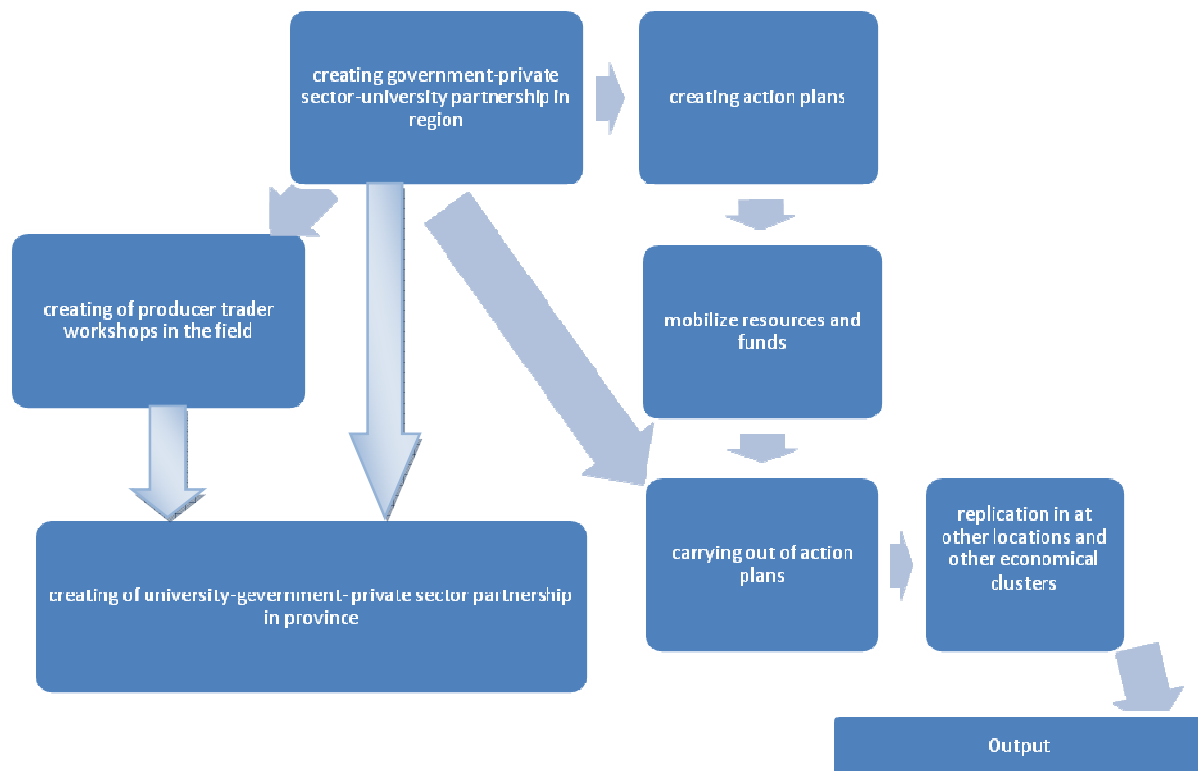 creating government-private
sector-university partnership in
region
creating action plans
creating of producer trader
workshops in the field
mobilize resources and
funds
carrying out of action
plans
replication in at
other locations and
other economical
clusters
creating of university-gevernment-private sector partnership
in province
Output